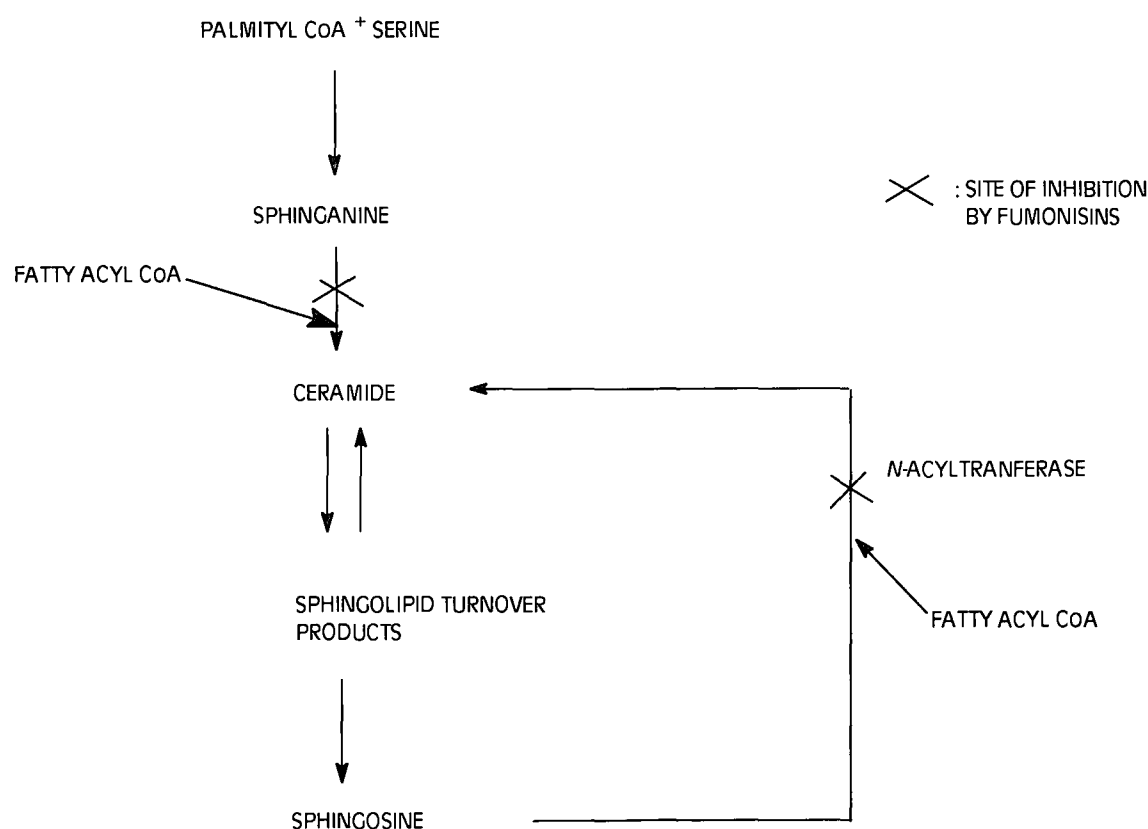 PALMITYL CoA + SERINE
SPHINGANINE
: SITE OF INHIBITION
BY FUMONISINS
FATTY ACYL CoA
CERAMIDE
N-ACYLTRANFERASE
SPHINGOLIPID TURNOVER
PRODUCTS
FATTY ACYL CoA
SPHINGOSINE